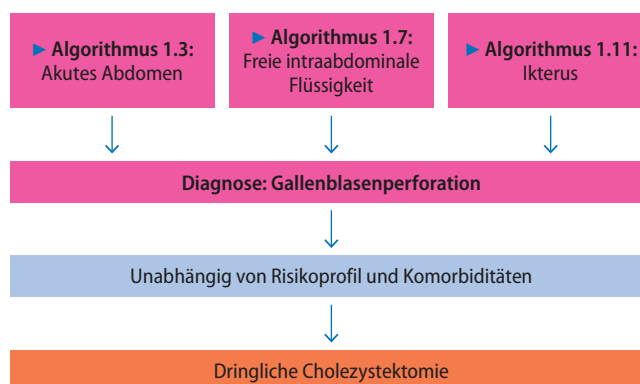 ► Algorithmus 1.3:
Akutes Abdomen
► Algorithmus 1.7:
Freie intraabdominale
Flüssigkeit
► Algorithmus 1.11:
Ikterus
Diagnose: Gallenblasenperforation
Unabhängig von Risikoprofil und Komorbiditäten
Dringliche Cholezystektomie